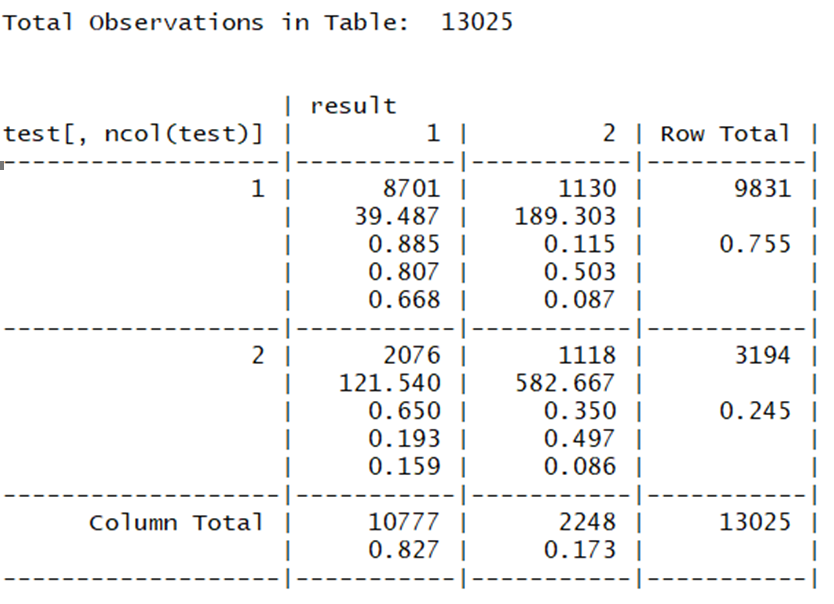 Total Observations in Table:  13025
                   | result
test[, ncol(test)] |         1 |         2 | Row Total |
-------------------|-----------|-----------|-----------|
                 1 |      8701 |      1130 |      9831 |
                   |    39.487 |   189.303 |           |
                   |     0.885 |     0.115 |     0.755 |
                   |     0.807 |     0.503 |           |
                   |     0.668 |     0.087 |           |
-------------------|-----------|-----------|-----------|
                 2 |      2076 |      1118 |      3194 |
                   |   121.540 |   582.667 |           |
                   |     0.650 |     0.350 |     0.245 |
                   |     0.193 |     0.497 |           |
                   |     0.159 |     0.086 |           |
-------------------|-----------|-----------|-----------|
      Column Total |     10777 |      2248 |     13025 |
                   |     0.827 |     0.173 |           |
-------------------|-----------|-----------|-----------|